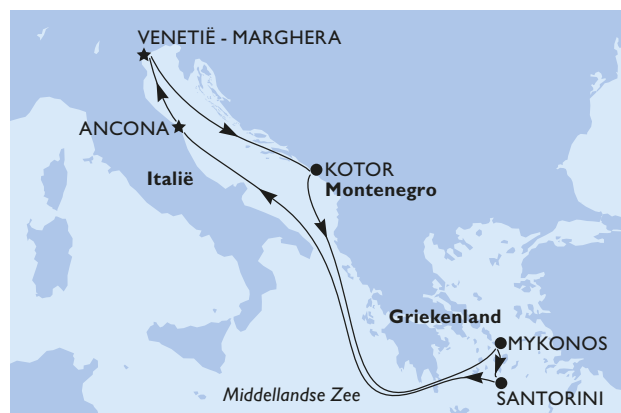 VENETIË - MARGHERA
ANCONA
Italië
KOTOR
Montenegro
Griekenland
MYKONOS
SANTORINI
Middellandse Zee